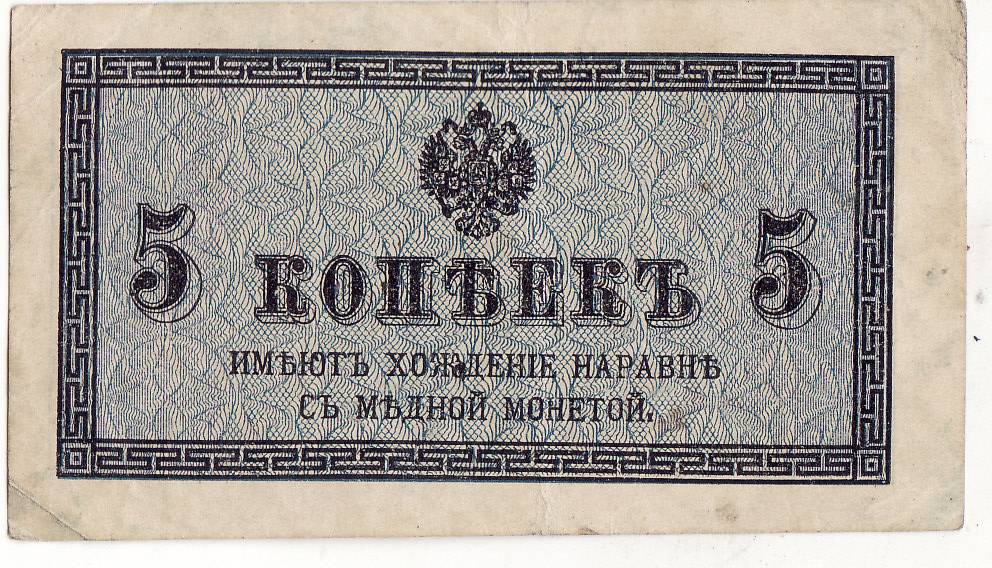 5 КОПѢЕКЪ 5
ИМѢЮТЪ ХОЖДЕНІЕ НАРАВНѢ
СЪ МѢДНОЙ МОНЕТОЙ.